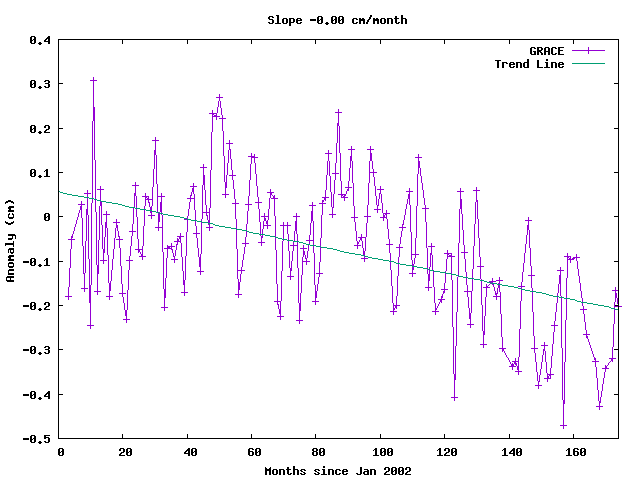 Slope -0.00 cm/month
GRACE
Trend Line
0.4
0.3
0.2
0.1
0
-0.1
-0.2
-0.3
-0.4
-0.5
Anomaly (cm)
0 20 40 60 80 100 120 140 160
Months since Jan 2002